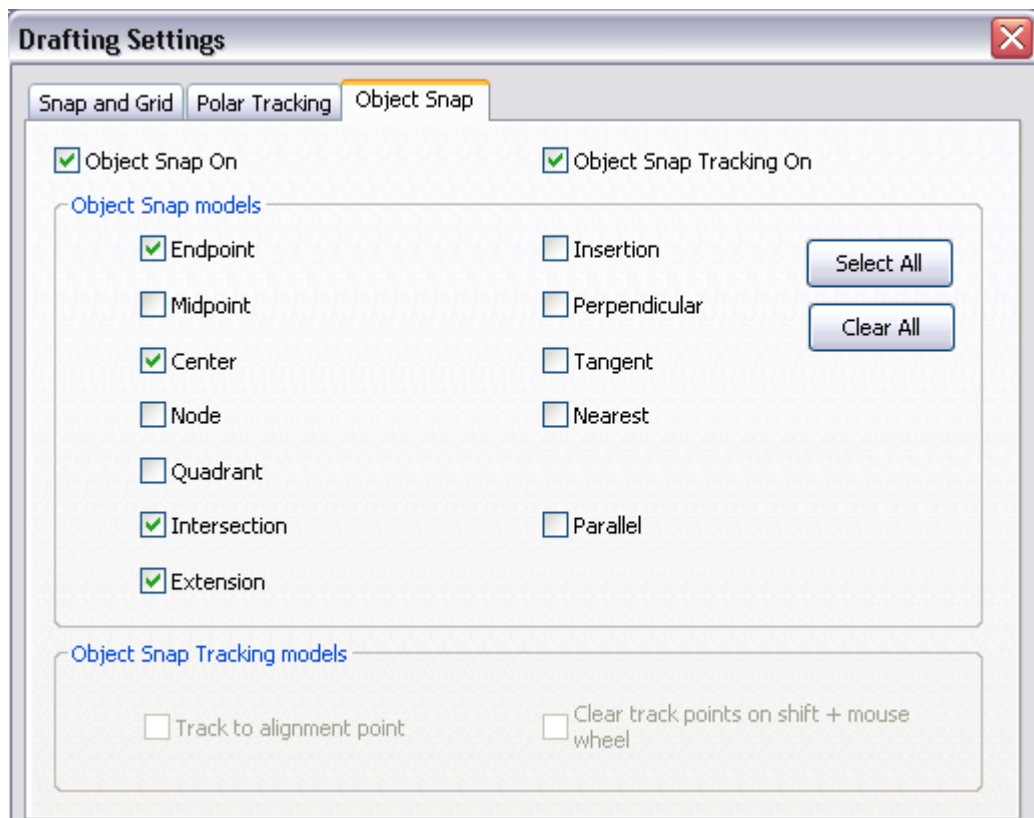 Drafting Settings
Snap and Grid Polar Tracking Object Snap
Object Snap On Object Snap Tracking On
Object Snap models
Endpoint Insertion Select All
Midpoint Perpendicular Clear All
Center Tangent
Node Nearest
Quadrant
Intersection Parallel
Extension
Object Snap Tracking models
Track to alignment point Clear track points on shift + mouse
wheel